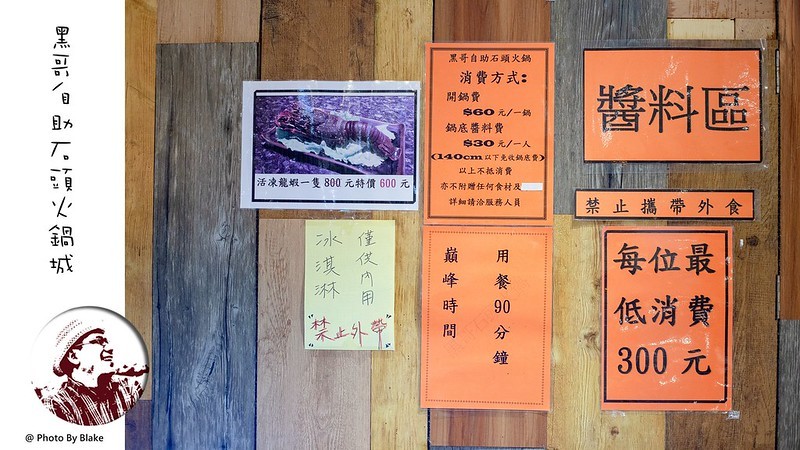 黑哥自助石頭火鍋城
@ Photo By Blake
活凍龍蝦一隻800元特價600元
僅供內用
冰淇淋
"禁止外帶"
黑哥自助石頭火鍋
消費方式:
開鍋費
$60元/一鍋
鍋底醬料費
$30元/一人
(140cm以下免收鍋底費)
以上不抵消費
亦不附贈任何食材及
詳細請洽服務人員
用餐90分鐘
巔峰時間
醬料區
禁止攜帶外食
每位最
低消費
300元